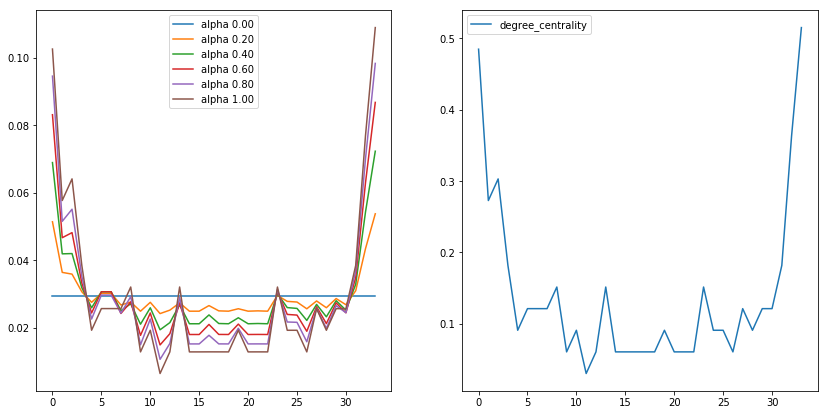 alpha 0.00
alpha 0.20
alpha 0.40
alpha 0.60
alpha 0.80
alpha 1.00
0.10
0.08
0.06
0.04
0.02
0 5 10 15 20 25 30
degree_centrality
0.5
0.4
0.3
0.2
0.1
0 5 10 15 20 25 30